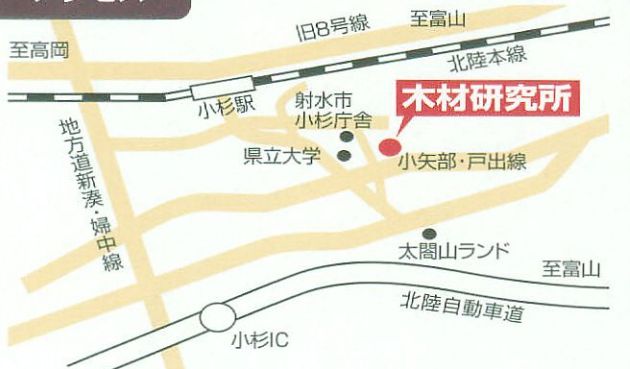 旧8号線
至富山
至高岡
北陸本線
小杉駅
射水市
小杉庁舎
木材研究所
県立大学
小矢部・戸出線
地方道新湊・婦中線
太閤山ランド
至富山
北陸自動車道
小杉IC